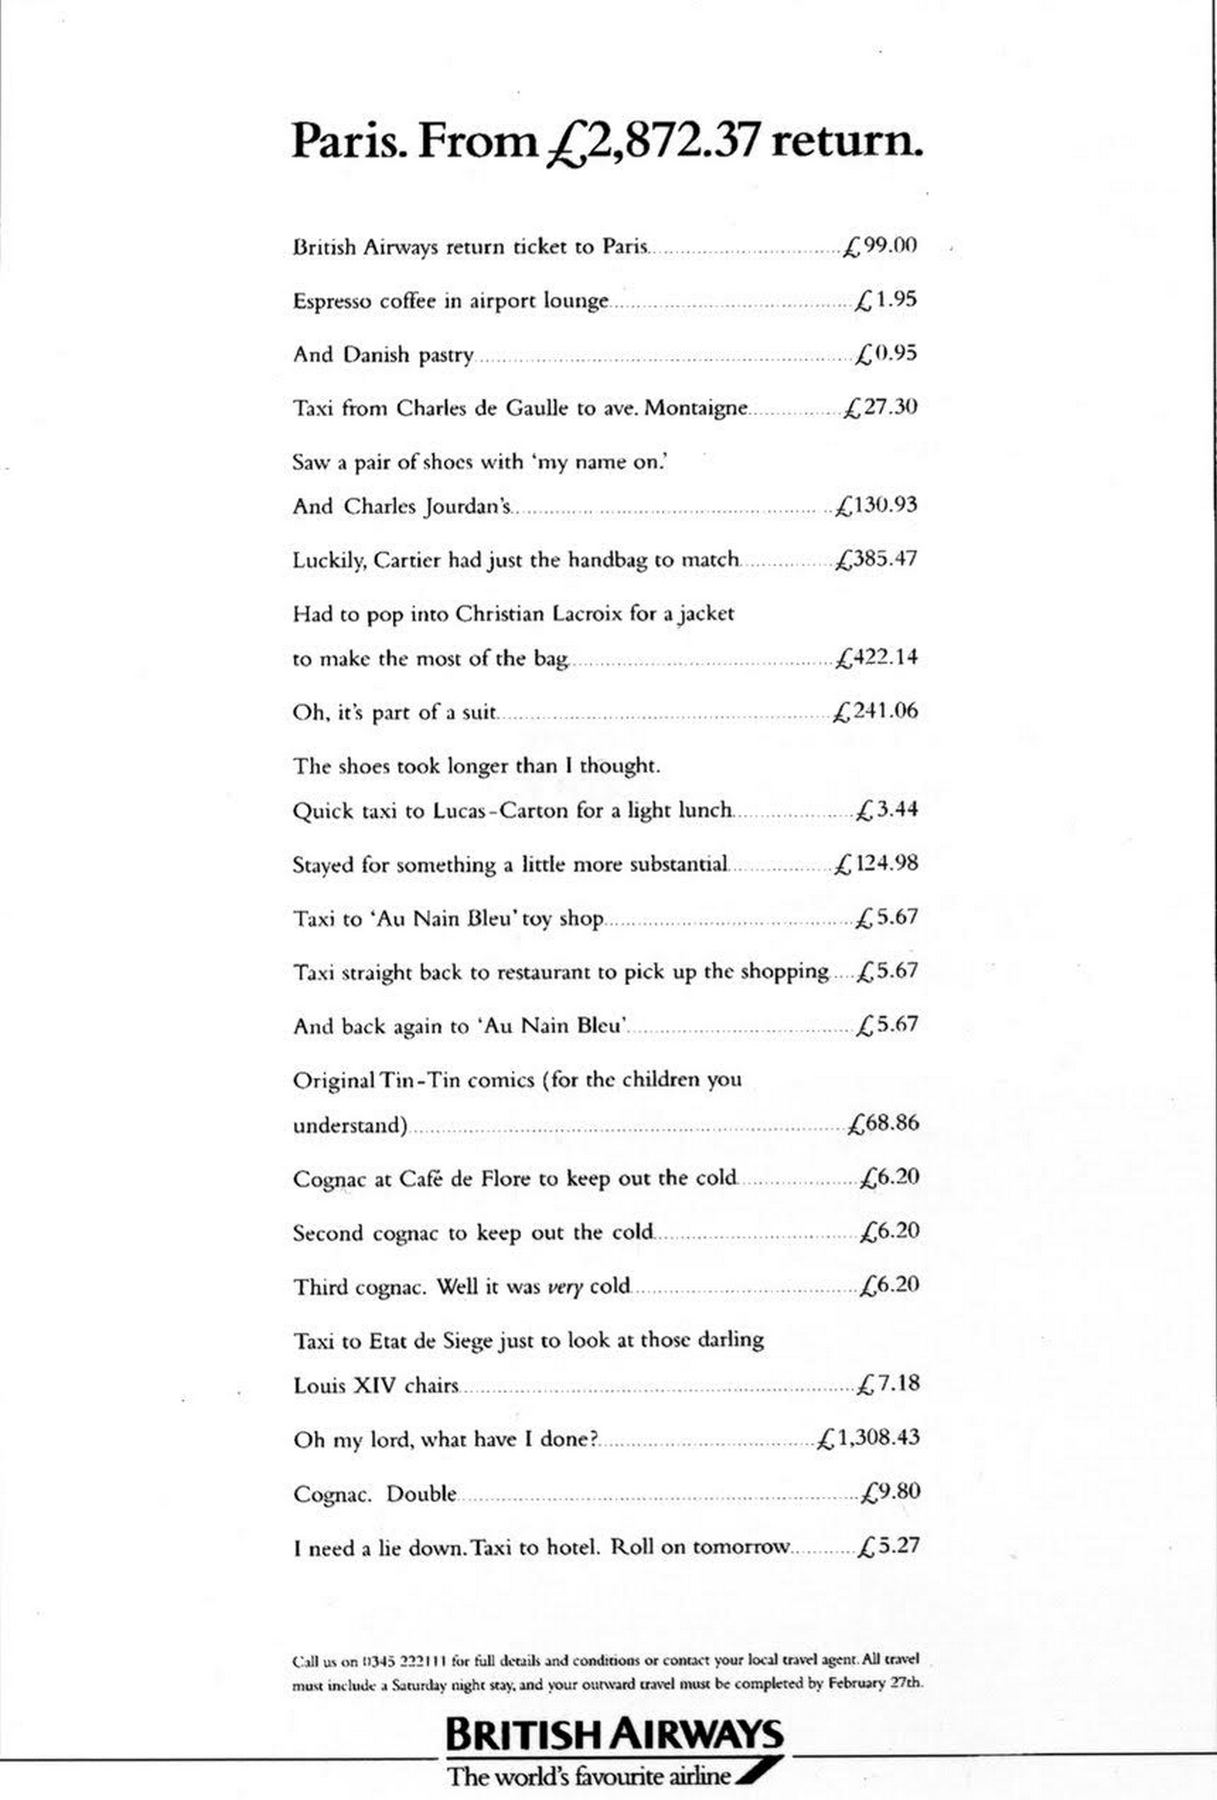 Paris. From £2,872.37 return.
British Airways return ticket to Paris..............................£99.00
Espresso coffee in airport lounge..............................£1.95
And Danish pastry..............................£0.95
Taxi from Charles de Gaulle to ave. Montaigne..............................£27.30
Saw a pair of shoes with ‘my name on.’
And Charles Jourdan's..............................£130.93
Luckily, Cartier had just the handbag to match..............................£385.47
Had to pop into Christian Lacroix for a jacket
to make the most of the bag..............................£422.14
Oh, it's part of a suit..............................£241.06
The shoes took longer than I thought.
Quick taxi to Lucas-Carton for a light lunch..............................£3.44
Stayed for something a little more substantial..............................£124.98
Taxi to ‘Au Nain Bleu’ toy shop..............................£5.67
Taxi straight back to restaurant to pick up the shopping....£5.67
And back again to ‘Au Nain Bleu’..............................£5.67
Original Tin-Tin comics (for the children you
understand)..............................£68.86
Cognac at Café de Flore to keep out the cold..............................£6.20
Second cognac to keep out the cold..............................£6.20
Third cognac. Well it was very cold..............................£6.20
Taxi to Etat de Siege just to look at those darling
Louis XIV chairs..............................£7.18
Oh my lord, what have I done?..............................£1,308.43
Cognac. Double..............................£9.80
I need a lie down. Taxi to hotel. Roll on tomorrow...........£5.27
Call us on 0345 222111 for full details and conditions or contact your local travel agent. All travel
must include a Saturday night stay, and your outward travel must be completed by February 27th.
BRITISH AIRWAYS
The world's favourite airline